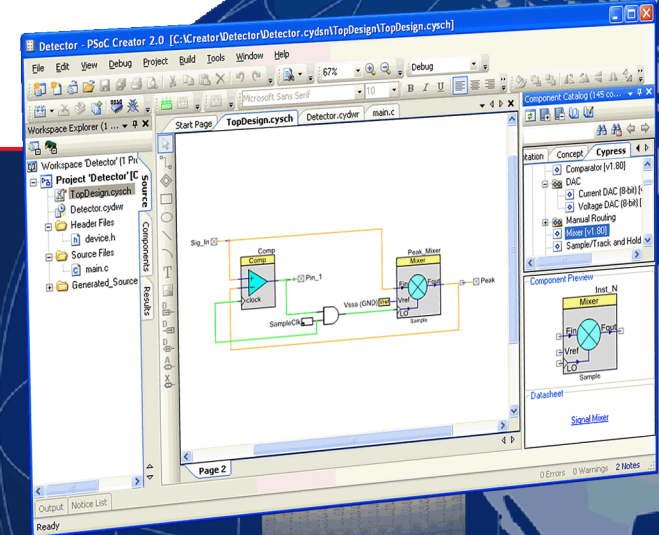 Detector - PSoC Creator 2.0 [C:\Creator\Detector\Detector.cydsn\TopDesign\TopDesign.cysch]
File Edit View Debug Project Build Tools Window Help
67% Debug
Microsoft Sans Serif 10 B I U
Workspace Explorer (1 ...
Start Page TopDesign.cysch Detector.cydwr main.c
Component Catalog (145 co...
Workspace 'Detector' (1 Pr
Project 'Detector' [C
TopDesign.cysch
Detector.cydwr
Header Files
device.h
Source Files
main.c
Generated_Source
Source
Components
Results
Sig_In
Comp
Comp
clock
Pin_1
SampleClk
Vssa (GND)
Peak_Mixer
Mixer
Fin Fout
Vref
LO
Sample
Peak
Page 2
tation Concept Cypress
Comparator [v1.80]
DAC
Current DAC (8-bit) [
Voltage DAC (8-bit) [
Manual Routing
Mixer [v1.80]
Sample/Track and Hold
Component Preview
Inst_N
Mixer
Fin Fout
Vref
LO
Sample
Datasheet
Signal Mixer
Output Notice List
Ready
0 Errors 0 Warnings 2 Notes